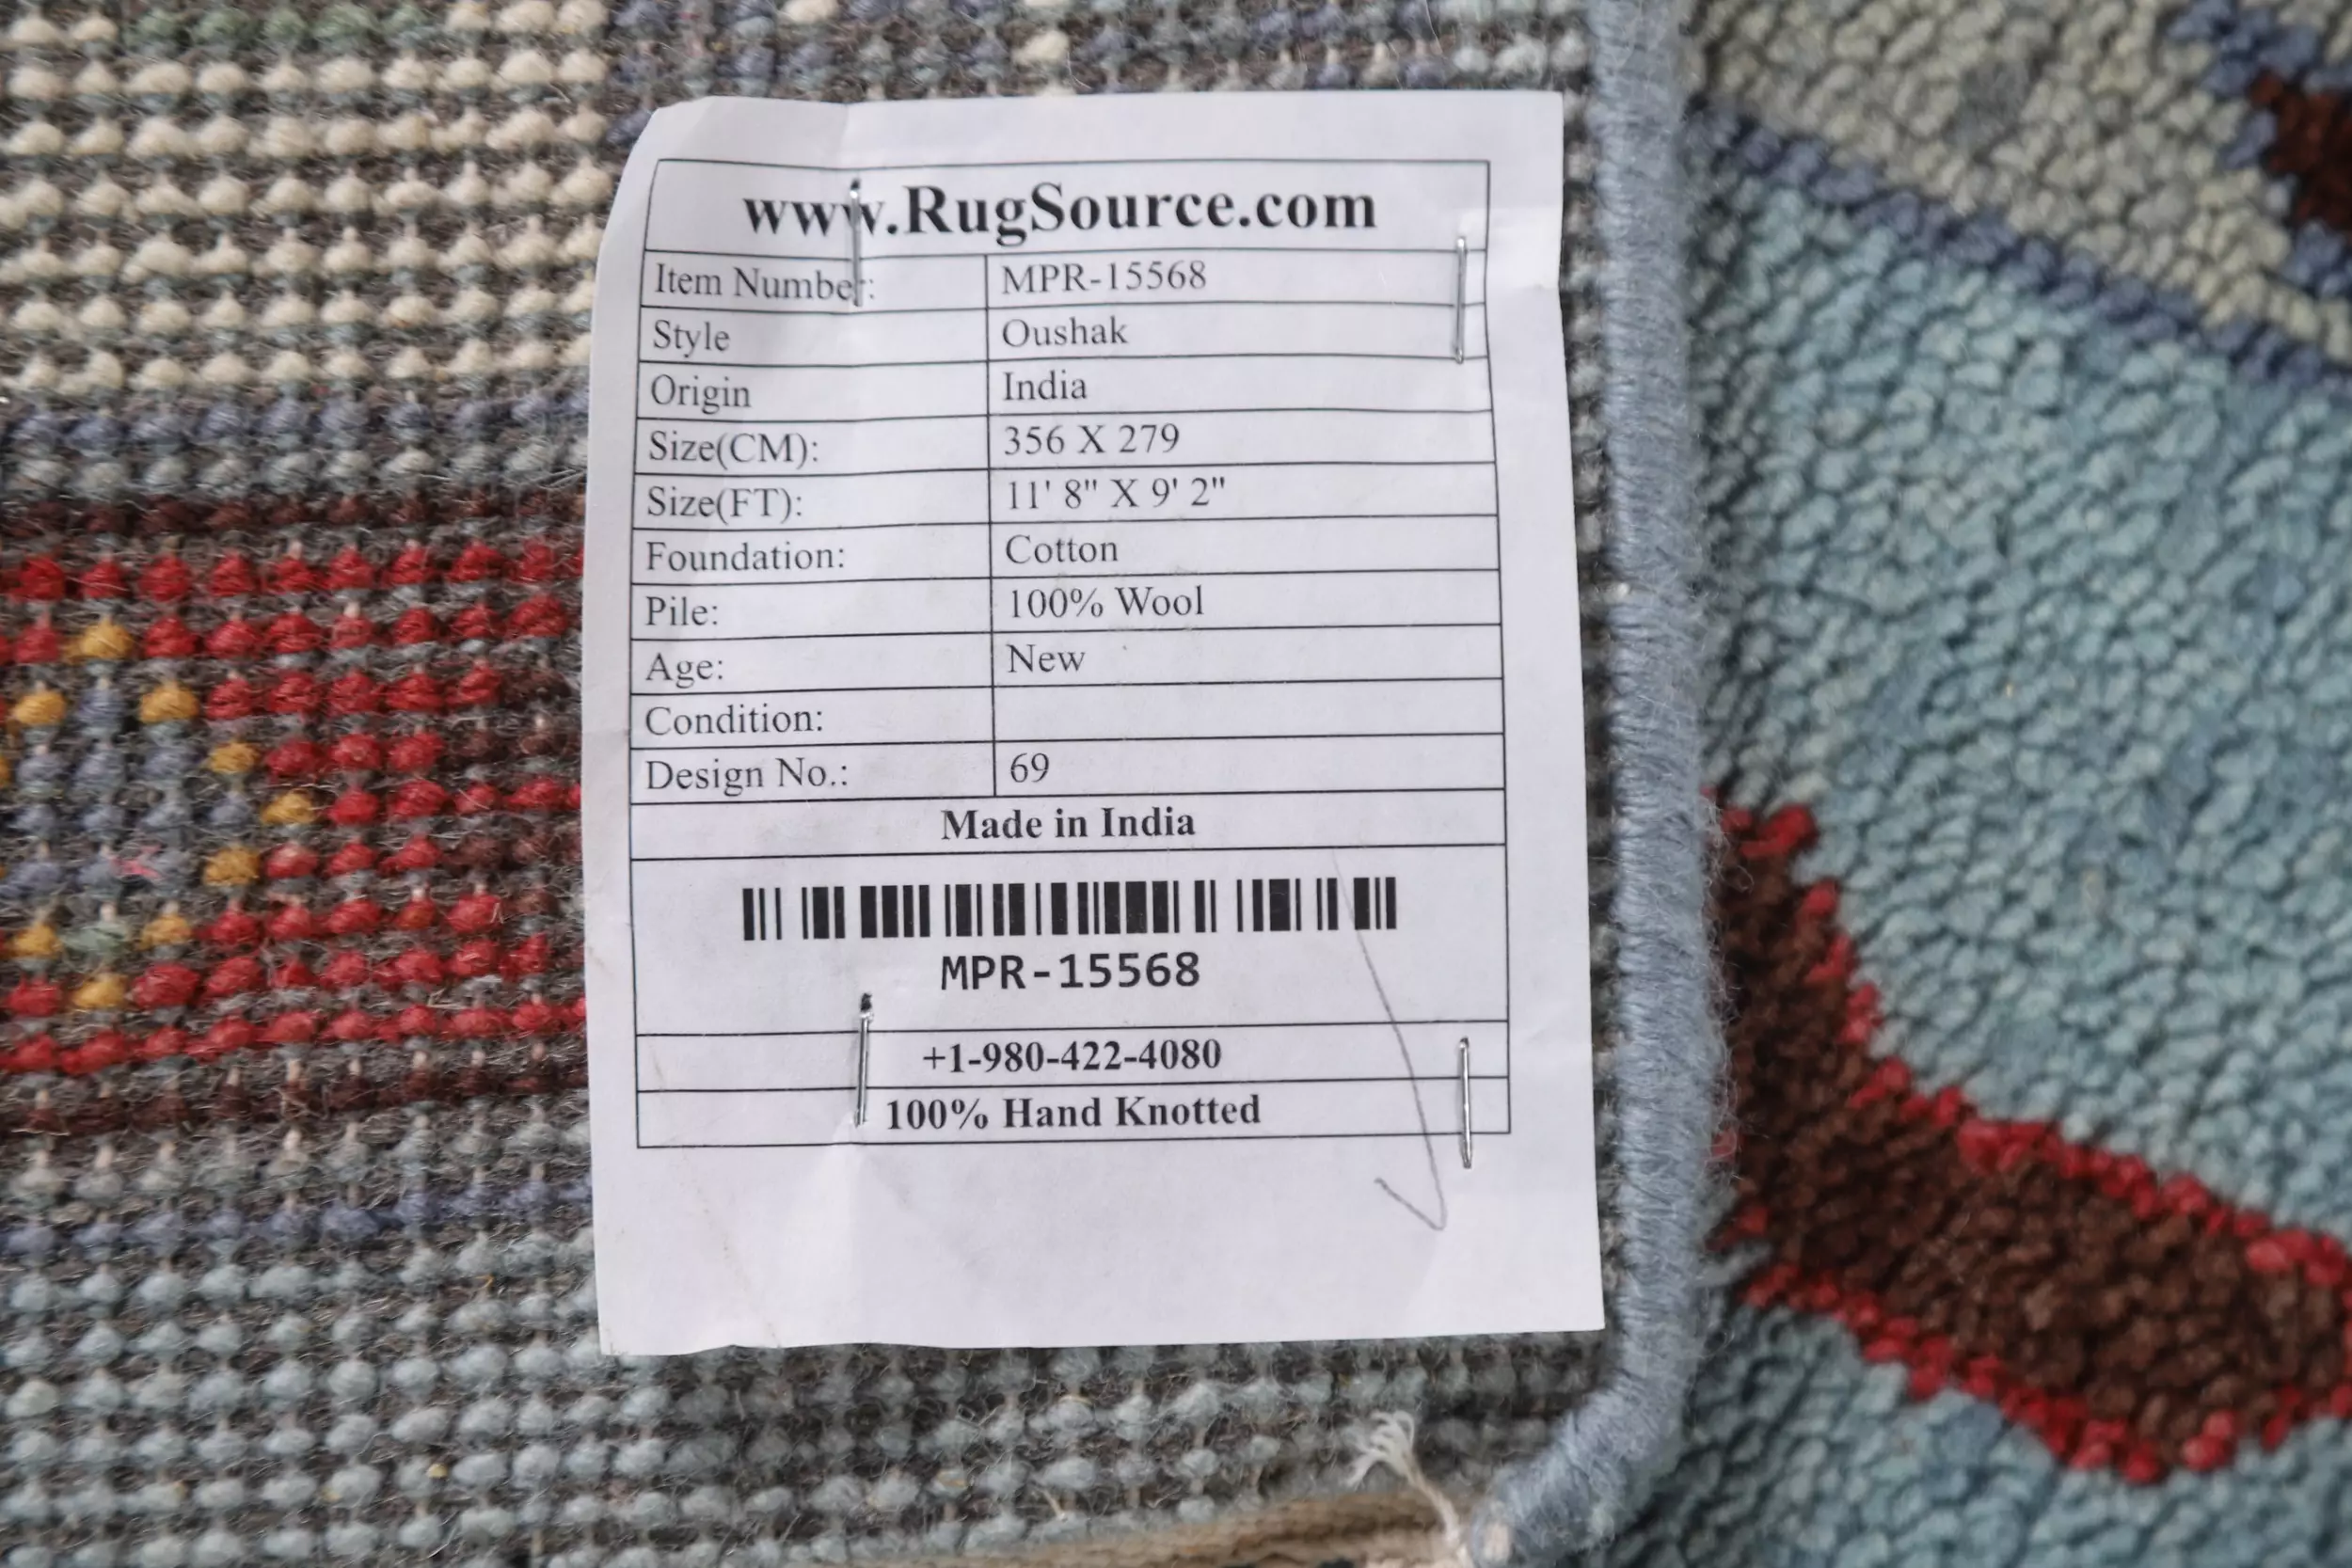 www.RugSource.com
Item Number: MPR-15568
Style Oushak
Origin India
Size(CM): 356 X 279
Size(FT): 11' 8" X 9' 2"
Foundation: Cotton
Pile: 100% Wool
Age: New
Condition:
Design No.: 69
Made in India
MPR-15568
+1-980-422-4080
100% Hand Knotted